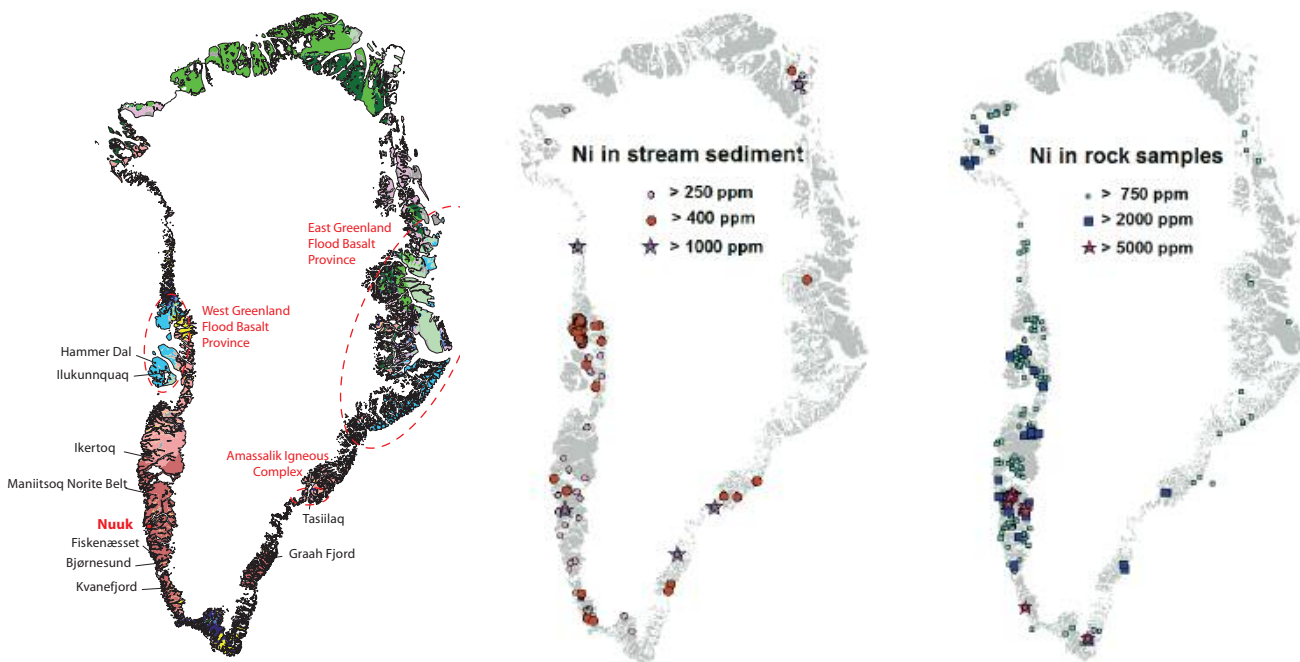 East Greenland
Flood Basalt
Province
West Greenland
Flood Basalt
Province
Hammer Dal
Ilukunnquaq
Ikertoq
Amassalik Igneous
Complex
Maniitsoq Norite Belt
Tasiilaq
Nuuk
Fiskenæsset
Graah Fjord
Bjørnesund
Kvanefjord
Ni in stream sediment
> 250 ppm
> 400 ppm
> 1000 ppm
Ni in rock samples
> 750 ppm
> 2000 ppm
> 5000 ppm